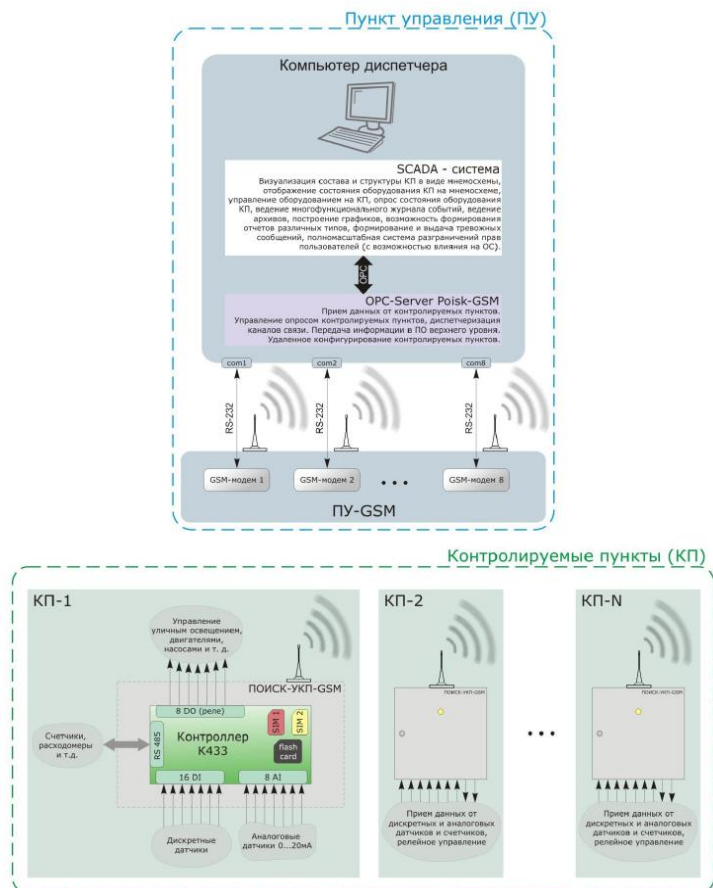 Пункт управления (ПУ)
Компьютер диспетчера
SCADA - система
Визуализация состава и структуры КП в виде мнемосхемы,
отображение состояния оборудования КП на мнемосхеме,
управление оборудованием на КП, опрос состояния оборудования
КП, ведение многофункционального журнала событий, ведение
архивов, построение графиков, возможность формирования
отчетов различных типов, формирование и выдача тревожных
сообщений, полномасштабная система разграничений прав
пользователей (с возможностью влияния на ОС).
OPC
OPC-Server Poisk-GSM
Прием данных от контролируемых пунктов.
Управление опросом контролируемых пунктов, диспетчеризация
каналов связи. Передача информации в ПО верхнего уровня.
Удаленное конфигурирование контролируемых пунктов.
com1
com2
com8
RS-232
RS-232
RS-232
GSM-модем 1
GSM-модем 2
GSM-модем 8
ПУ-GSM
Контролируемые пункты (КП)
КП-1
Управление
уличным освещением,
двигателями,
насосами и т. д.
ПОИСК-УКП-GSM
8 DO (реле)
SIM 1
SIM 2
Контроллер
К433
flash
card
RS 485
Счетчики,
расходомеры
и т.д.
16 DI
8 AI
Дискретные
датчики
Аналоговые
датчики 0...20мА
КП-2
ПОИСК-УКП-GSM
Прием данных от
дискретных и аналоговых
датчиков и счетчиков,
релейное управление
КП-N
ПОИСК-УКП-GSM
Прием данных от
дискретных и аналоговых
датчиков и счетчиков,
релейное управление